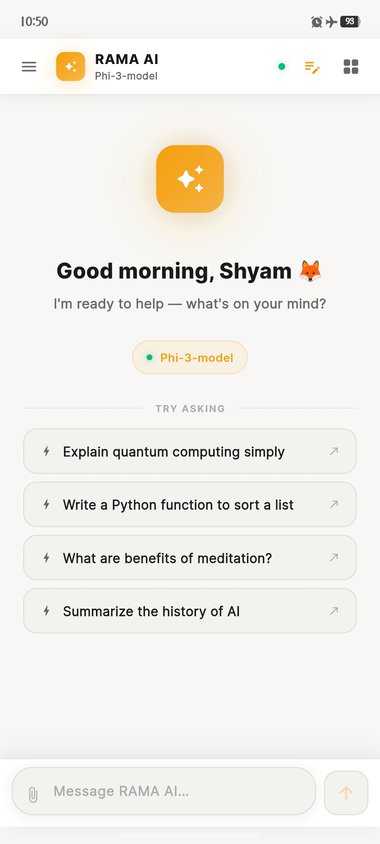 10:50
93
RAMA AI
Phi-3-model
Good morning, Shyam 🦊
I'm ready to help — what's on your mind?
Phi-3-model
TRY ASKING
Explain quantum computing simply
Write a Python function to sort a list
What are benefits of meditation?
Summarize the history of AI
Message RAMA AI...